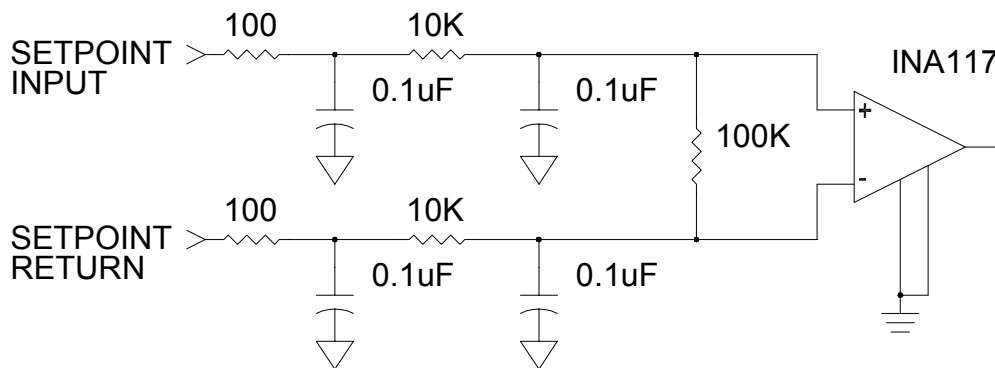 100
10K
SETPOINT
INPUT
INA117
0.1uF
0.1uF
+
100K
-
100
10K
SETPOINT
RETURN
0.1uF
0.1uF